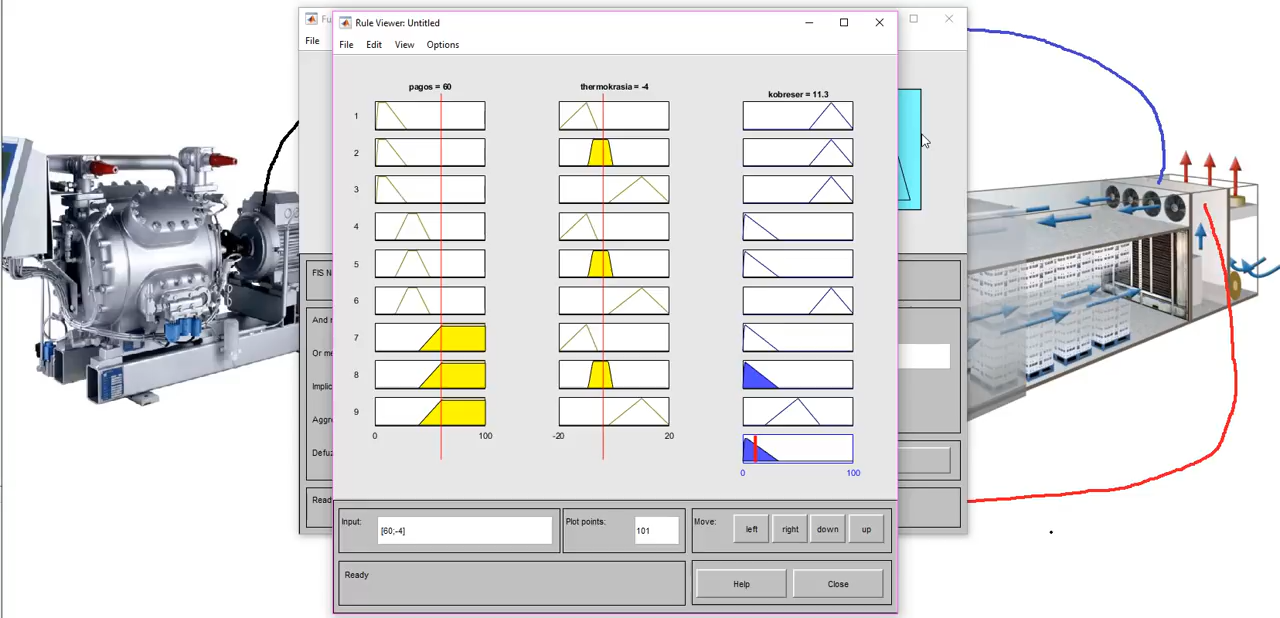 Fu
File
Rule Viewer: Untitled
File Edit View Options
pagos = 60
thermokrasia = -4
kobreser = 11.3
1
2
3
4
5
6
7
8
9
0 100
-20 20
0 100
FIS N
And m
Or me
Implic
Aggre
Defuz
Read
Input:
[60;-4]
Plot points:
101
Move:
left
right
down
up
Ready
Help
Close